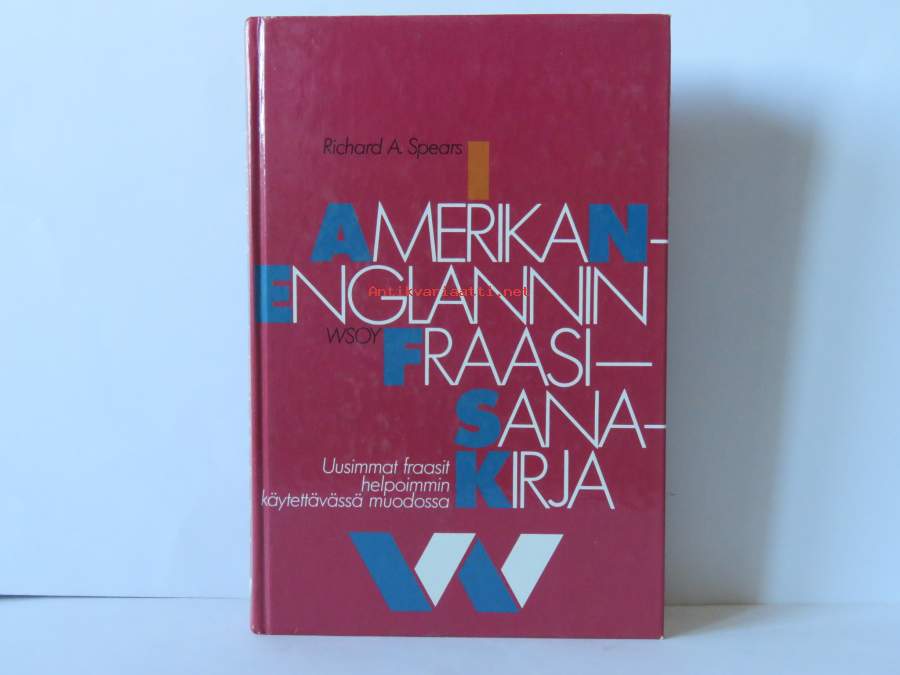 Richard A. Spears
AMERIKAN-
ENGLANNIN
Antikvariaatti.net
WSOY
FRAASI-
SANA-
KIRJA
Uusimmat fraasit
helpoimmin
käytettävässä muodossa
W